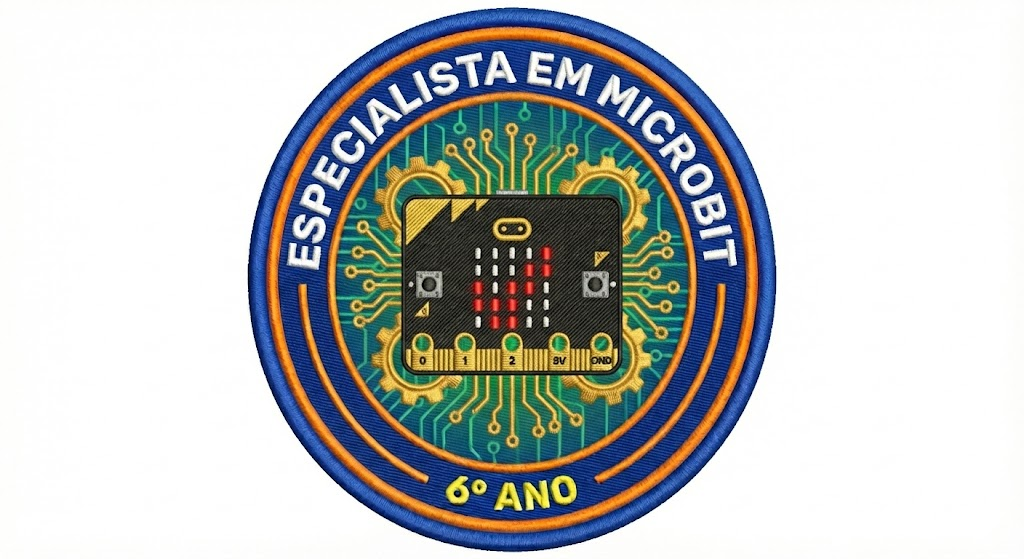 ESPECIALISTA EM MICROBIT
0 1 2 3V GND
6º ANO